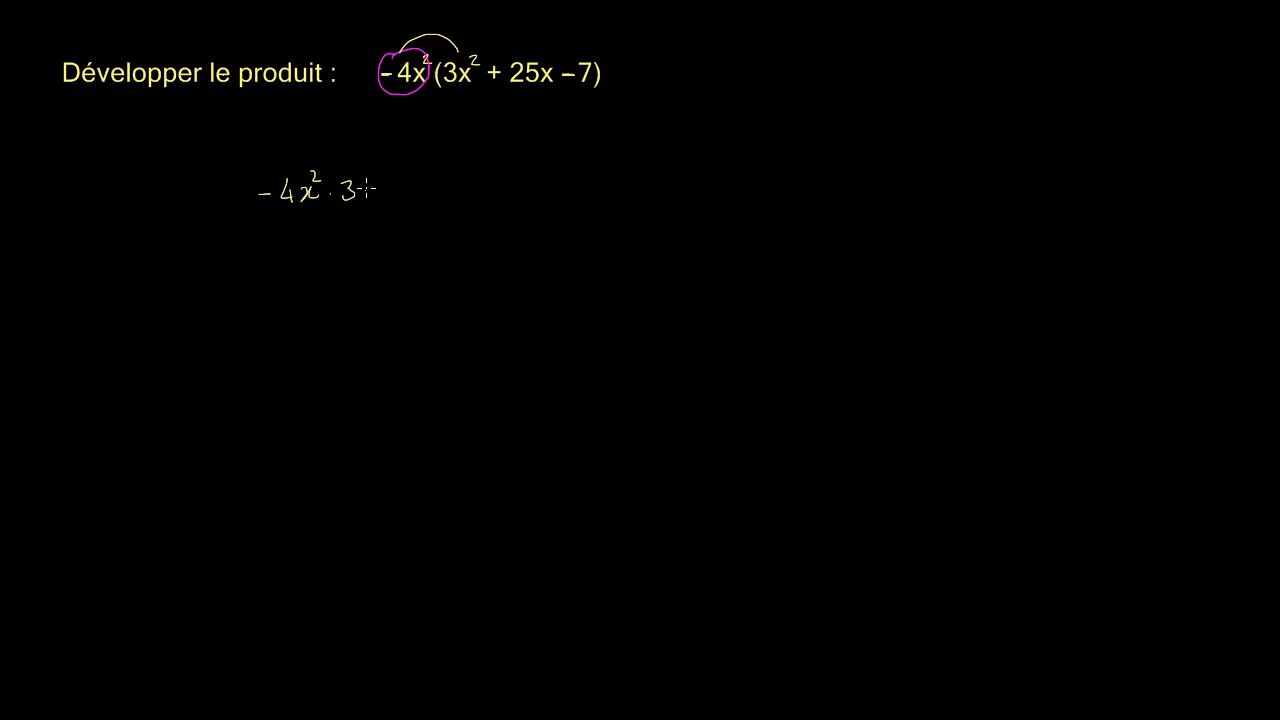 Développer le produit : -4x²(3x² + 25x -7)
-4x² · 3